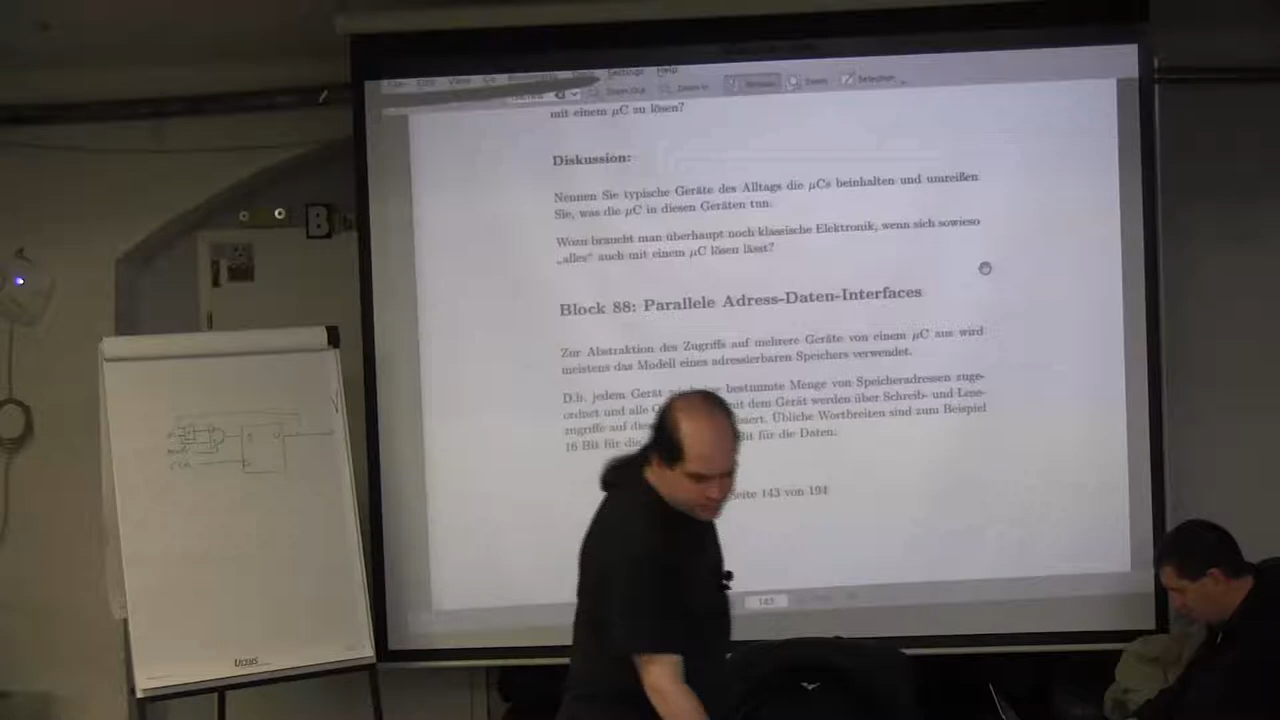 Settings Help
mit einem µC zu lösen?
Diskussion:
Nennen Sie typische Geräte des Alltags die µCs beinhalten und umreißen
Sie, was die µC in diesen Geräten tun.
Wozu braucht man überhaupt noch klassische Elektronik, wenn sich sowieso
„alles“ auch mit einem µC lösen lässt?
Block 88: Parallele Adress-Daten-Interfaces
Zur Abstraktion des Zugriffs auf mehrere Geräte von einem µC aus wird
meistens das Modell eines adressierbaren Speichers verwendet.
D.h. jedem Gerät eine bestimmte Menge von Speicheradressen zuge-
ordnet und alle mit dem Gerät werden über Schreib- und Lese-
zugriffe auf Übliche Wortbreiten sind zum Beispiel
16 Bit für die Bit für die Daten.
Seite 143 von 194
143
B